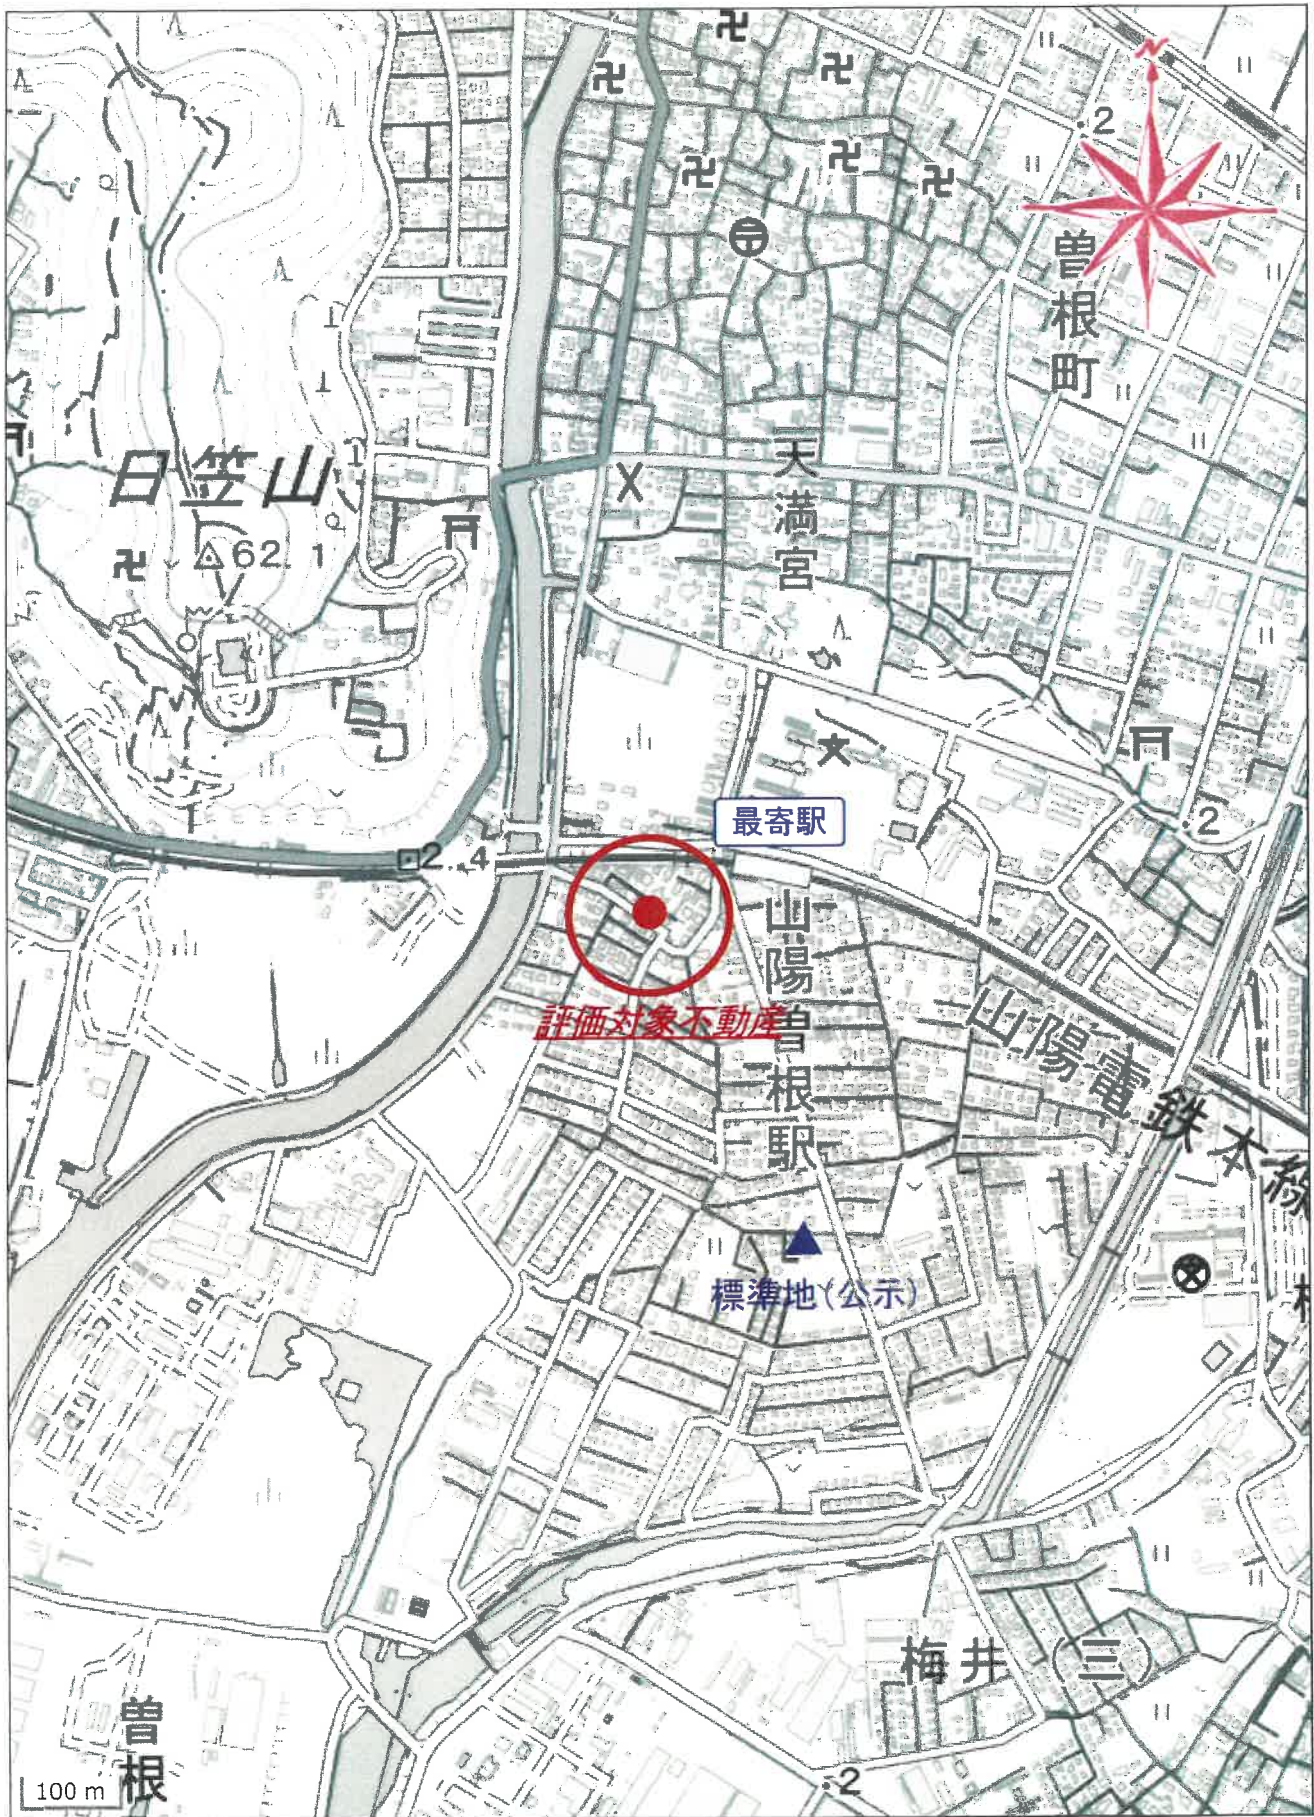 N
2
曽根町
天満宮
日笠山
62.1
最寄駅
2
2.4
山陽曽根駅
評価対象不動産
山陽電鉄本線
標準地(公示)
梅井(三)
曽根
100 m
2